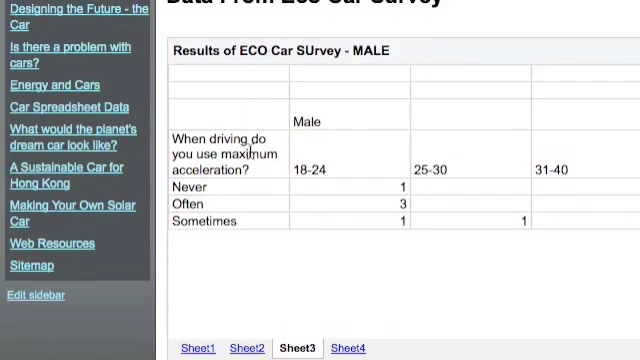 Data From Eco Car Survey
Designing the Future - the
Car
Is there a problem with
cars?
Energy and Cars
Car Spreadsheet Data
What would the planet's
dream car look like?
A Sustainable Car for
Hong Kong
Making Your Own Solar
Car
Web Resources
Sitemap
Edit sidebar
Results of ECO Car SUrvey - MALE
Male
When driving do
you use maximum
acceleration? 18-24 25-30 31-40
Never 1
Often 3
Sometimes 1 1
Sheet1 Sheet2 Sheet3 Sheet4